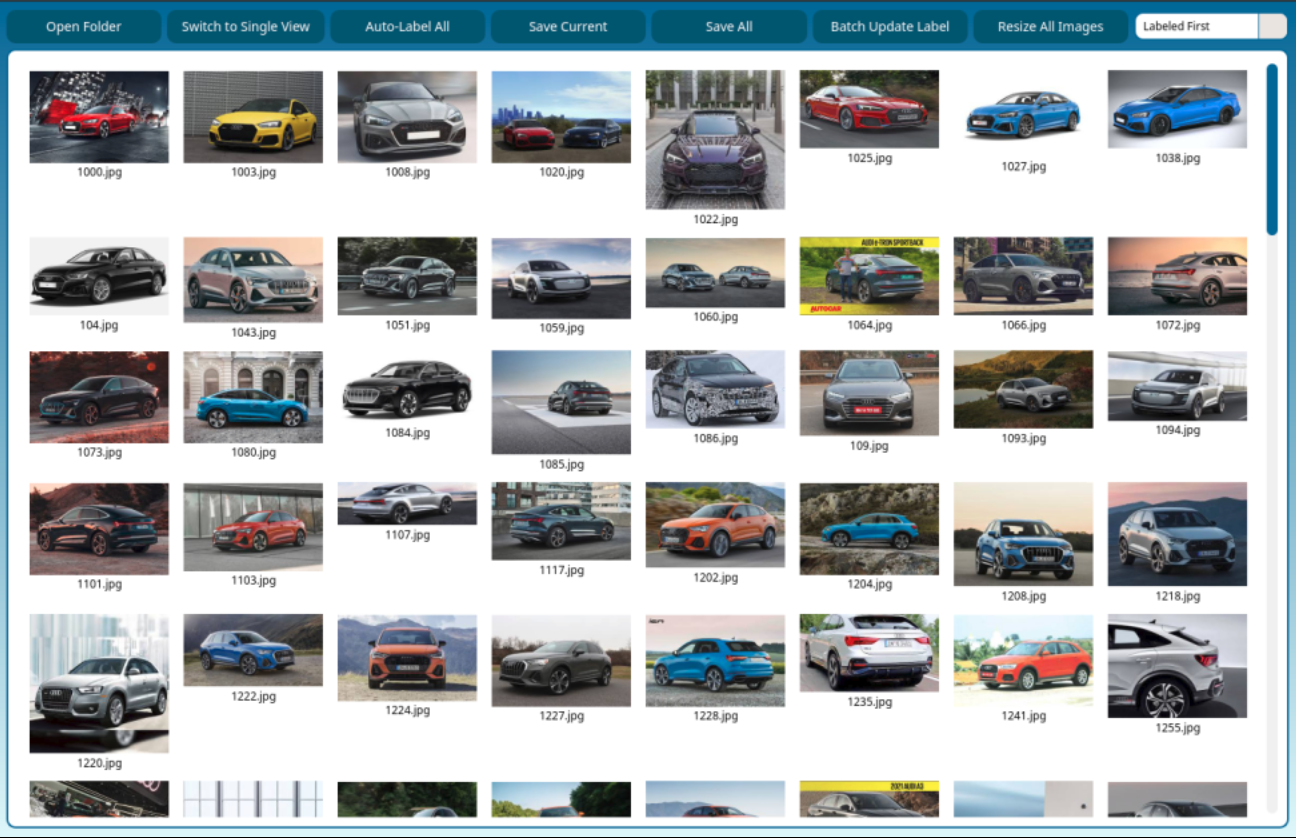 Open Folder
Switch to Single View
Auto-Label All
Save Current
Save All
Batch Update Label
Resize All Images
Labeled First
1000.jpg
1003.jpg
1008.jpg
1020.jpg
1022.jpg
1025.jpg
1027.jpg
1038.jpg
AUDI e-TRON SPORTBACK
AUTOCAR
104.jpg
1043.jpg
1051.jpg
1059.jpg
1060.jpg
1064.jpg
1066.jpg
1072.jpg
1073.jpg
1080.jpg
1084.jpg
1085.jpg
1086.jpg
109.jpg
1093.jpg
1094.jpg
1101.jpg
1103.jpg
1107.jpg
1117.jpg
1202.jpg
1204.jpg
1208.jpg
1218.jpg
1220.jpg
1222.jpg
1224.jpg
1227.jpg
1228.jpg
1235.jpg
1241.jpg
1255.jpg
2021 AUDI A3